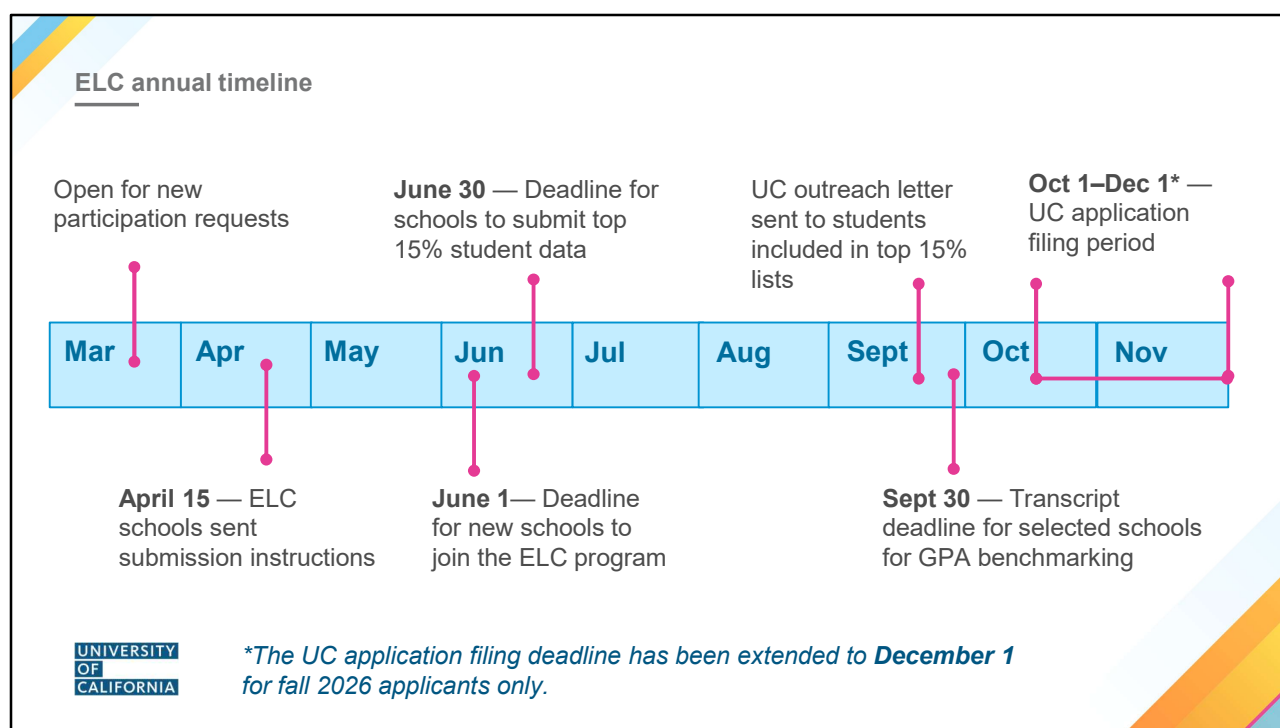 ELC annual timeline
Open for new
participation requests
June 30 — Deadline for
schools to submit top
15% student data
UC outreach letter
sent to students
included in top 15%
lists
Oct 1–Dec 1* —
UC application
filing period
Mar
Apr
May
Jun
Jul
Aug
Sept
Oct
Nov
April 15 — ELC
schools sent
submission instructions
June 1— Deadline
for new schools to
join the ELC program
Sept 30 — Transcript
deadline for selected schools
for GPA benchmarking
UNIVERSITY
OF
CALIFORNIA
*The UC application filing deadline has been extended to December 1
for fall 2026 applicants only.